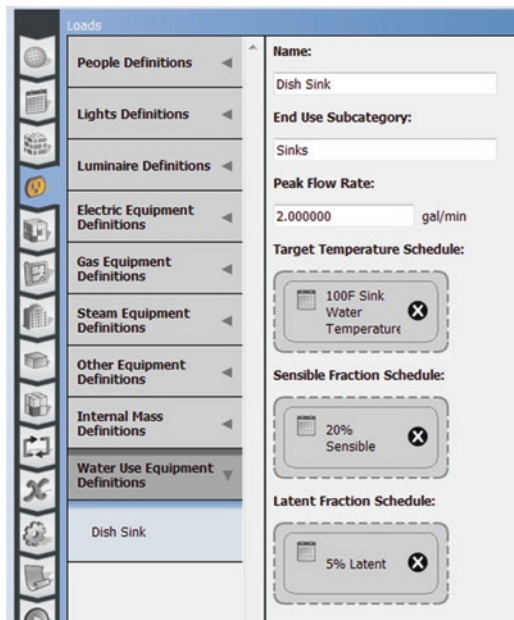 Loads
People Definitions
Lights Definitions
Luminaire Definitions
Electric Equipment
Definitions
Gas Equipment
Definitions
Steam Equipment
Definitions
Other Equipment
Definitions
Internal Mass
Definitions
Water Use Equipment
Definitions
Dish Sink
Name:
Dish Sink
End Use Subcategory:
Sinks
Peak Flow Rate:
2.000000 gal/min
Target Temperature Schedule:
100F Sink
Water
Temperature
Sensible Fraction Schedule:
20%
Sensible
Latent Fraction Schedule:
5% Latent